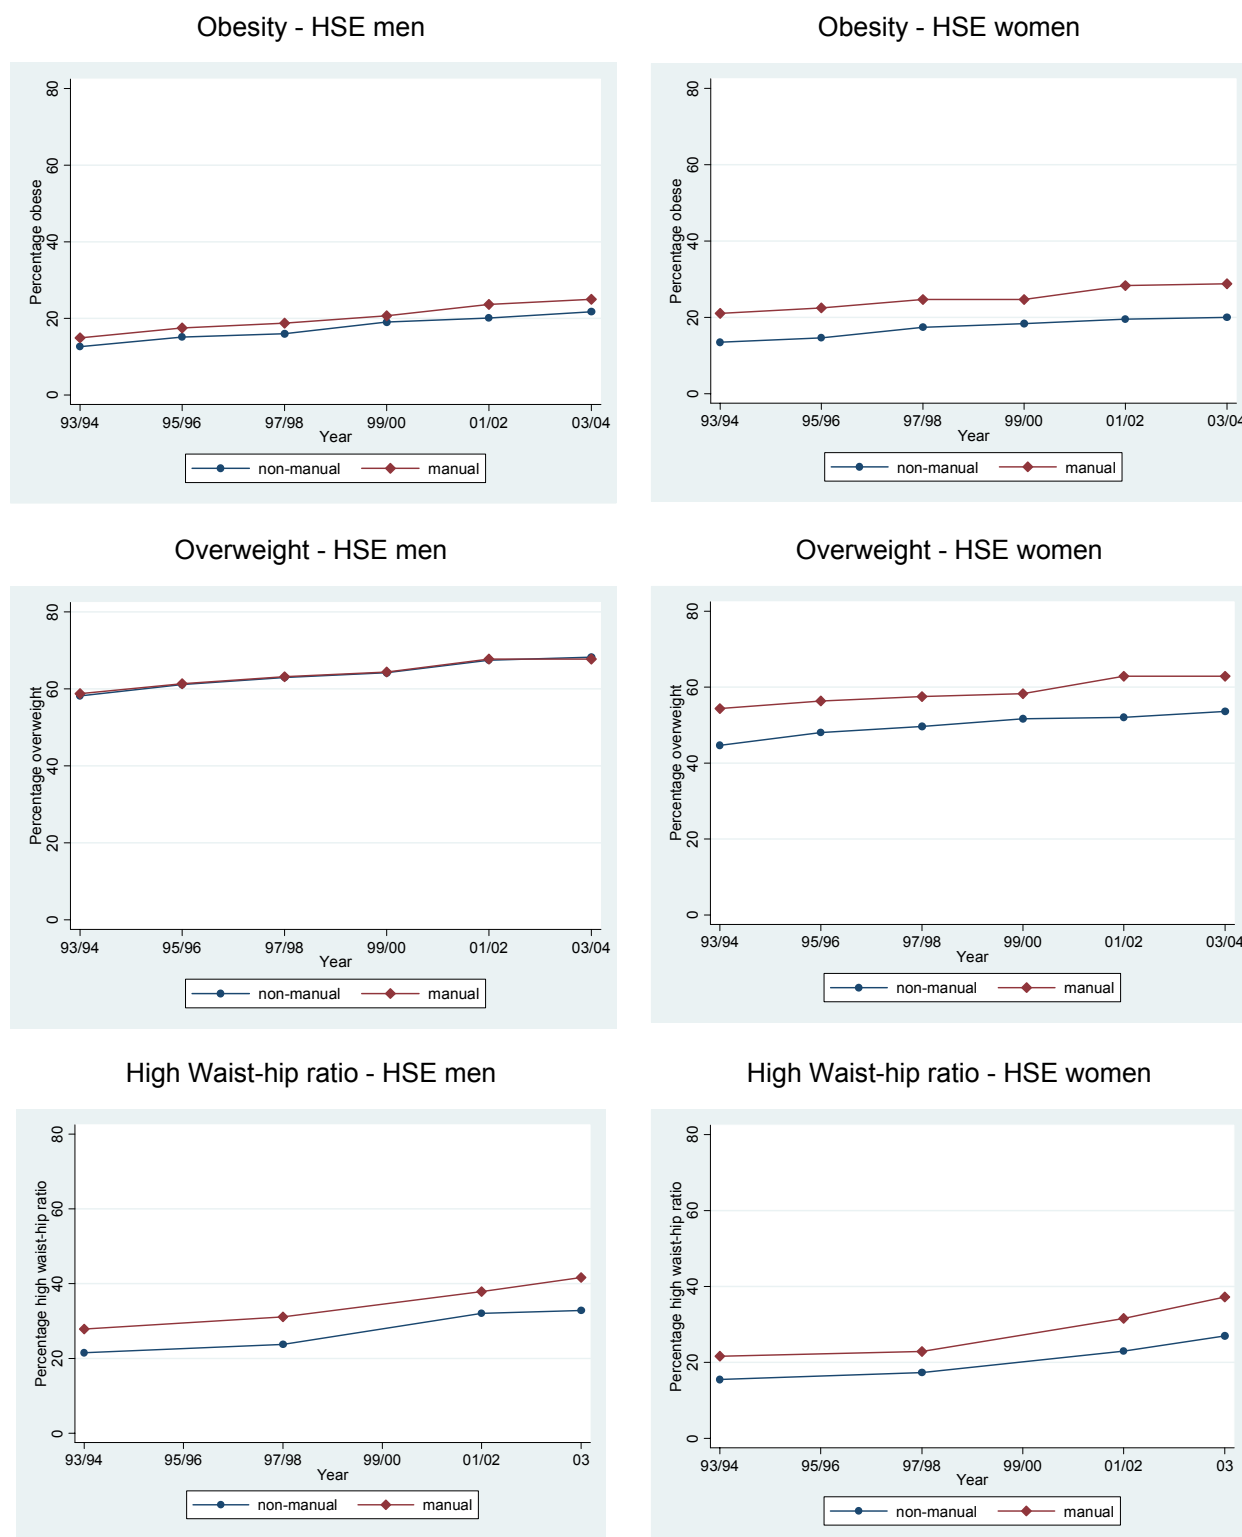 Obesity - HSE men
Percentage obese
80
60
40
20
0
93/94 95/96 97/98 99/00 01/02 03/04
Year
non-manual manual
Obesity - HSE women
Percentage obese
80
60
40
20
0
93/94 95/96 97/98 99/00 01/02 03/04
Year
non-manual manual
Overweight - HSE men
Percentage overweight
80
60
40
20
0
93/94 95/96 97/98 99/00 01/02 03/04
Year
non-manual manual
Overweight - HSE women
Percentage overweight
80
60
40
20
0
93/94 95/96 97/98 99/00 01/02 03/04
Year
non-manual manual
High Waist-hip ratio - HSE men
Percentage high waist-hip ratio
80
60
40
20
0
93/94 95/96 97/98 99/00 01/02 03
Year
non-manual manual
High Waist-hip ratio - HSE women
Percentage high waist-hip ratio
80
60
40
20
0
93/94 95/96 97/98 99/00 01/02 03
Year
non-manual manual